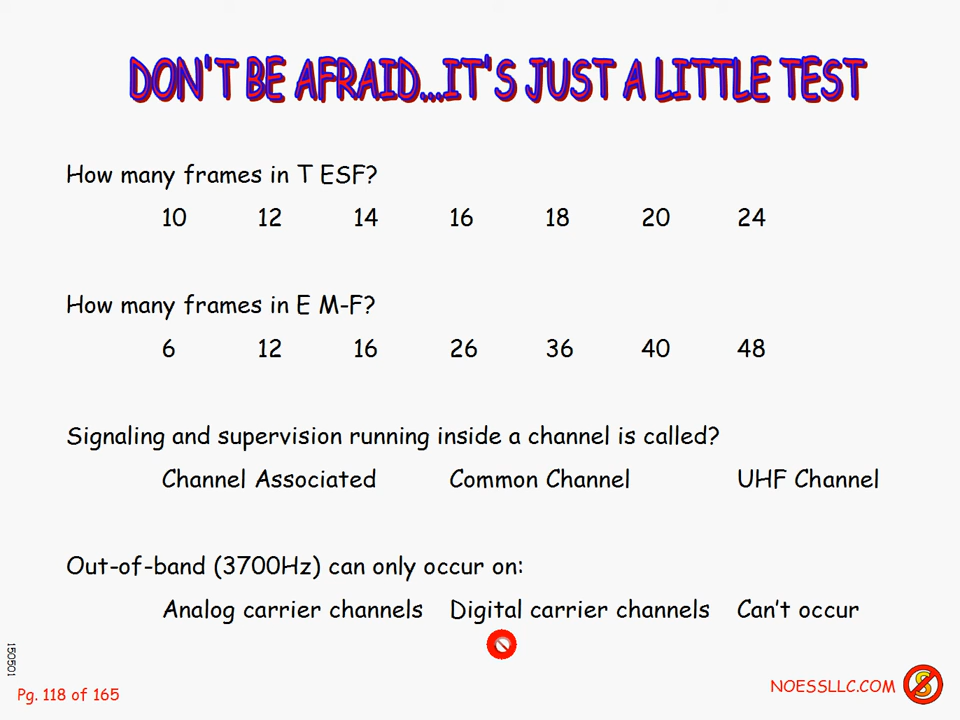 DON'T BE AFRAID...IT'S JUST A LITTLE TEST
How many frames in T ESF?
10 12 14 16 18 20 24
How many frames in E M-F?
6 12 16 26 36 40 48
Signaling and supervision running inside a channel is called?
Channel Associated Common Channel UHF Channel
Out-of-band (3700Hz) can only occur on:
Analog carrier channels Digital carrier channels Can't occur
150501
Pg. 118 of 165
NOESSLLC.COM
S